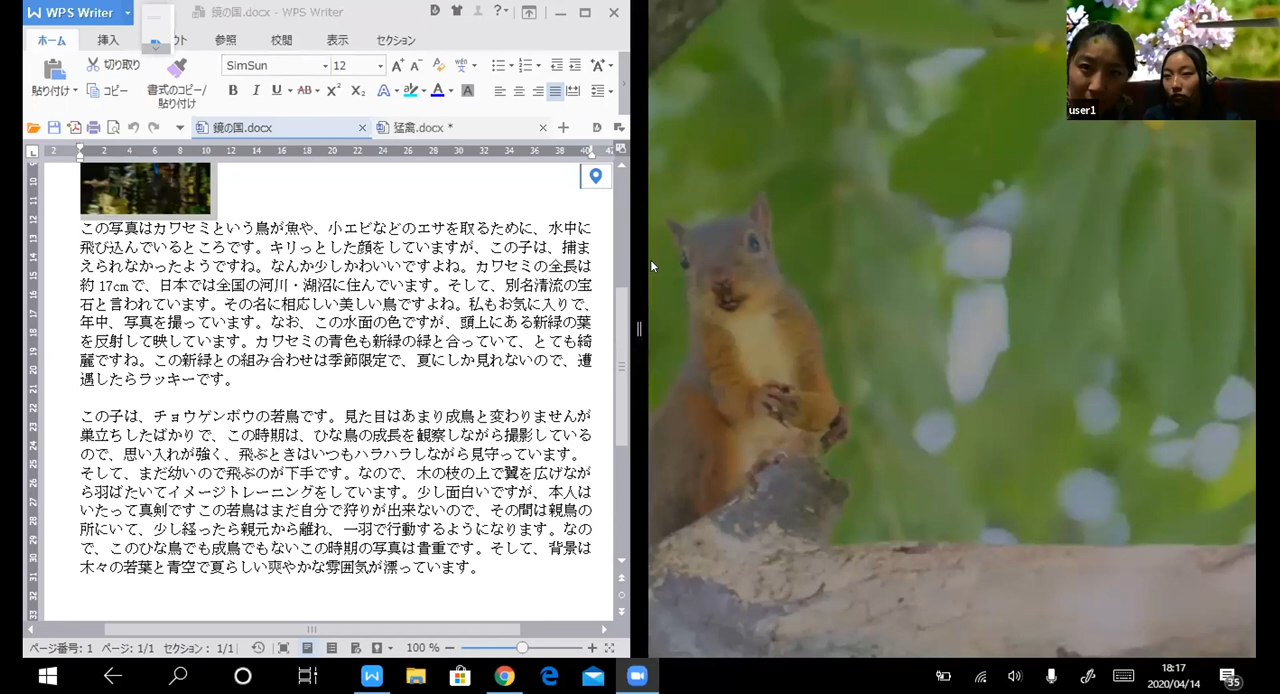 WPS Writer
鏡の国.docx - WPS Writer
ホーム
挿入
参照
校閲
表示
セクション
切り取り
貼り付け
コピー
書式のコピー/
貼り付け
SimSun
12
B I U AB X² X₂ A A A
鏡の国.docx
猛禽.docx *
2 2 4 6 8 10 12 14 16 18 20 22 24 26 28 30 32 34 36 38 40
この写真はカワセミという鳥が魚や、小エビなどのエサを取るために、水中に
飛び込んでいるところです。キリっとした顔をしていますが、この子は、捕ま
えられなかったようですね。なんか少しかわいいですよね。カワセミの全長は
約 17cm で、日本では全国の河川・湖沼に住んでいます。そして、別名清流の宝
石と言われています。その名に相応しい美しい鳥ですよね。私もお気に入りで、
年中、写真を撮っています。なお、この水面の色ですが、頭上にある新緑の葉
を反射して映しています。カワセミの青色も新緑の緑と合っていて、とても綺
麗ですね。この新緑との組み合わせは季節限定で、夏にしか見れないので、遭
遇したらラッキーです。
この子は、チョウゲンボウの若鳥です。見た目はあまり成鳥と変わりませんが
巣立ちしたばかりで、この時期は、ひな鳥の成長を観察しながら撮影している
ので、思い入れが強く、飛ぶときはいつもハラハラしながら見守っています。
そして、まだ幼いので飛ぶのが下手です。なので、木の枝の上で翼を広げなが
ら羽ばたいてイメージトレーニングをしています。少し面白いですが、本人は
いたって真剣ですこの若鳥はまだ自分で狩りが出来ないので、その間は親鳥の
所にいて、少し経ったら親元から離れ、一羽で行動するようになります。なの
で、このひな鳥でも成鳥でもないこの時期の写真は貴重です。そして、背景は
木々の若葉と青空で夏らしい爽やかな雰囲気が漂っています。
ページ番号: 1 ページ: 1/1 セクション: 1/1
100 %
user1
18:17
2020/04/14
35